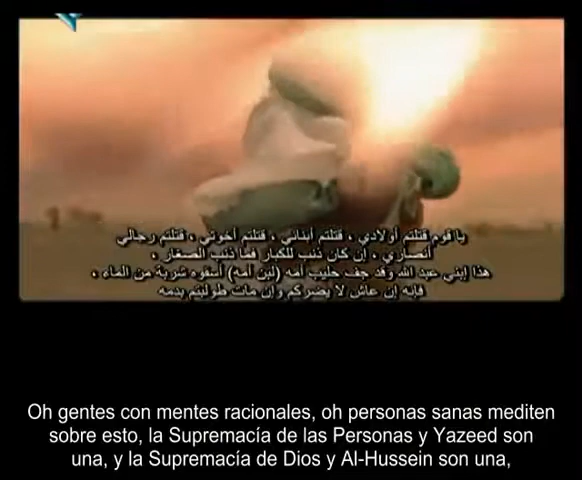 يا قوم قتلتم أولادي ، قتلتم أبنائي ، قتلتم أخوتي ، قتلتم رجالي
أنصاري ، إن كان ذنب للكبار فما ذنب الصغار ،
هذا إبني عبد الله وقد جف حليب أمه (لبن أمه) أسقوه شربة من الماء ،
فإنه إن عاش لا يضركم وإن مات طولبتم بدمه
Oh gentes con mentes racionales, oh personas sanas mediten
sobre esto, la Supremacía de las Personas y Yazeed son
una, y la Supremacía de Dios y Al-Hussein son una,